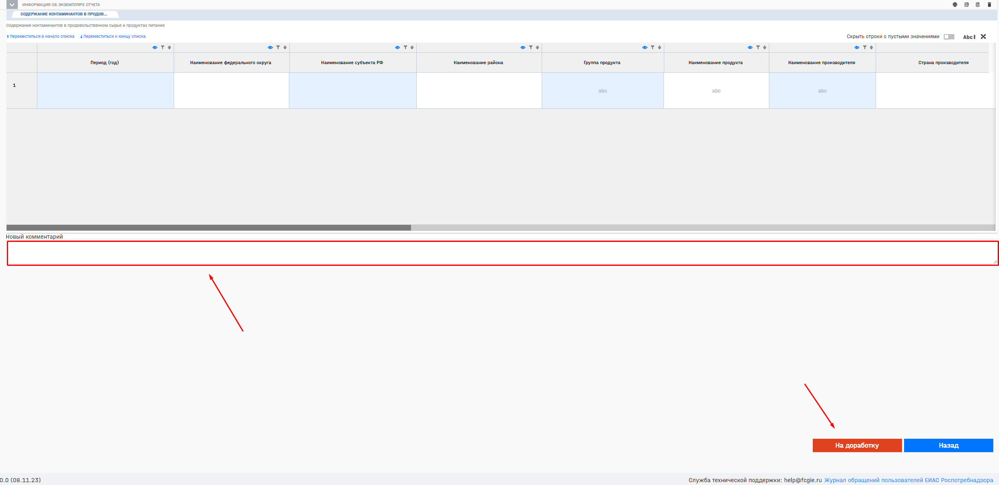 ИНФОРМАЦИЯ ОБ ЭКЗЕМПЛЯРЕ ОТЧЕТА
СОДЕРЖАНИЕ КОНТАМИНАНТОВ В ПРОДОВ...
Содержание контаминантов в продовольственном сырье и продуктах питания
Переместиться в начало списка Переместиться к концу списка Скрыть строки с пустыми значениями Abc
Период (год) Наименование федерального округа Наименование субъекта РФ Наименование района Группа продукта Наименование продукта Наименование производителя Страна производителя
1 abc abc abc
Новый комментарий
На доработку Назад
0.0 (08.11.23) Служба технической поддержки: help@fcgie.ru Журнал обращений пользователей ЕИАС Роспотребнадзора